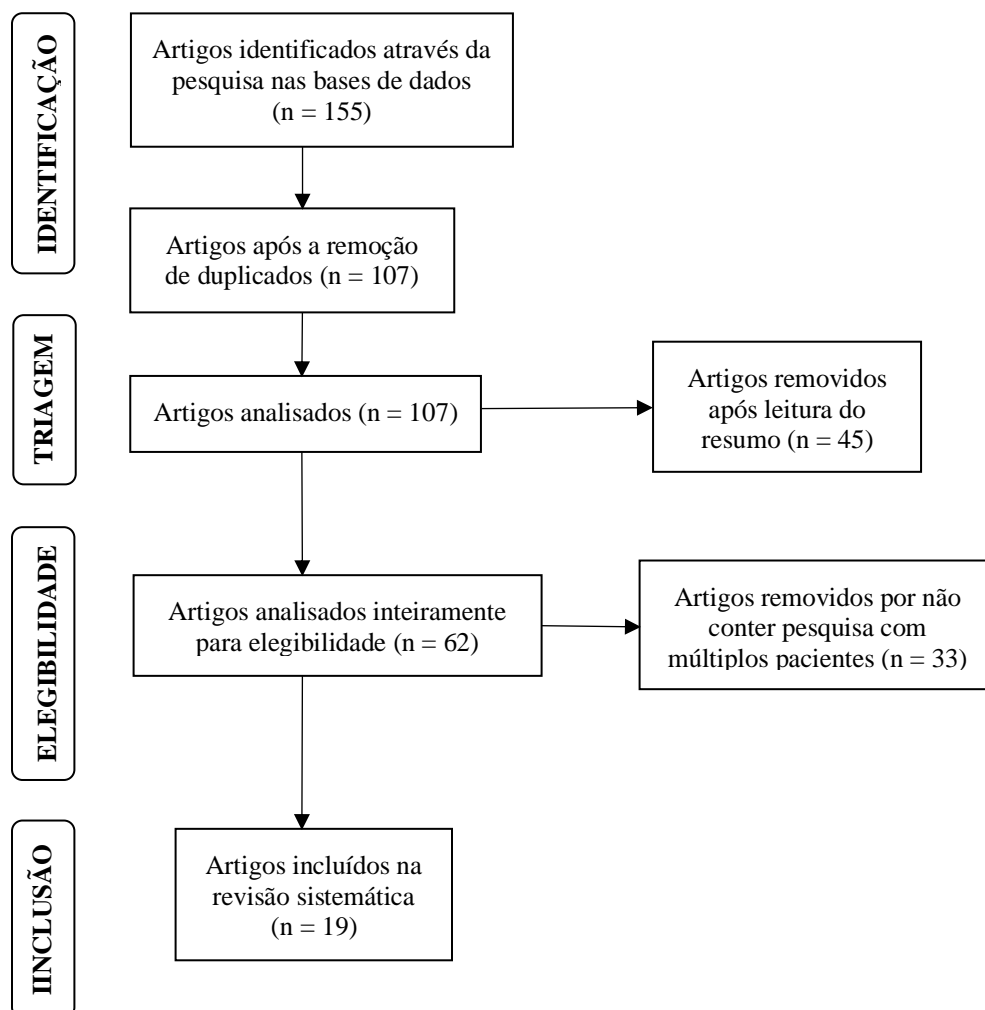 IDENTIFICAÇÃO
Artigos identificados através da
pesquisa nas bases de dados
(n = 155)
Artigos após a remoção
de duplicados (n = 107)
TRIAGEM
Artigos analisados (n = 107)
Artigos removidos
após leitura do
resumo (n = 45)
ELEGIBILIDADE
Artigos analisados inteiramente
para elegibilidade (n = 62)
Artigos removidos por não
conter pesquisa com
múltiplos pacientes (n = 33)
IINCLUSÃO
Artigos incluídos na
revisão sistemática
(n = 19)